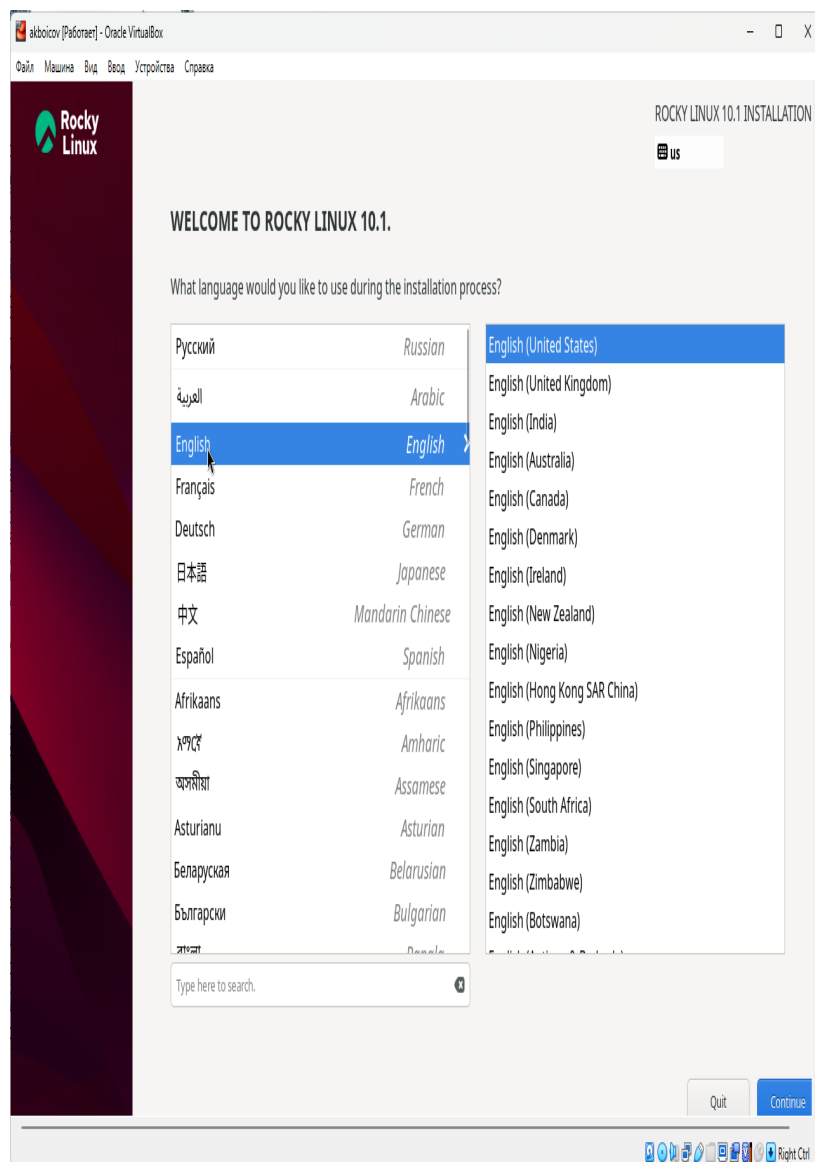 akboicov [Работает] - Oracle VirtualBox
Файл Машина Вид Ввод Устройства Справка
Rocky
Linux
ROCKY LINUX 10.1 INSTALLATION
us
WELCOME TO ROCKY LINUX 10.1.
What language would you like to use during the installation process?
Русский Russian
العربية Arabic
English English
Français French
Deutsch German
日本語 Japanese
中文 Mandarin Chinese
Español Spanish
Afrikaans Afrikaans
አማርኛ Amharic
অসমীয়া Assamese
Asturianu Asturian
Беларуская Belarusian
Български Bulgarian
বাংলা Bangla
English (United States)
English (United Kingdom)
English (India)
English (Australia)
English (Canada)
English (Denmark)
English (Ireland)
English (New Zealand)
English (Nigeria)
English (Hong Kong SAR China)
English (Philippines)
English (Singapore)
English (South Africa)
English (Zambia)
English (Zimbabwe)
English (Botswana)
Type here to search.
Quit Continue
Right Ctrl